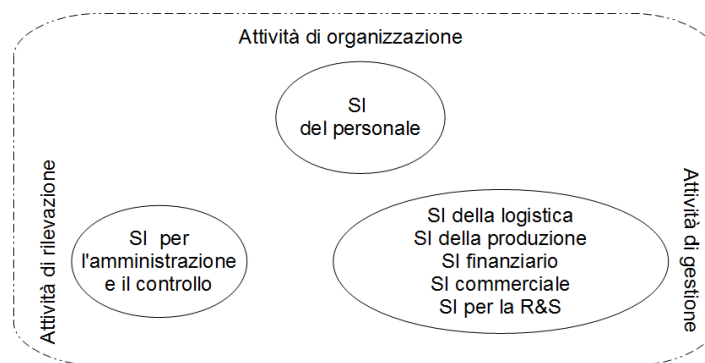 Attività di organizzazione
SI
del personale
Attività di rilevazione
SI per
l'amministrazione
e il controllo
SI della logistica
SI della produzione
SI finanziario
SI commerciale
SI per la R&S
Attività di gestione